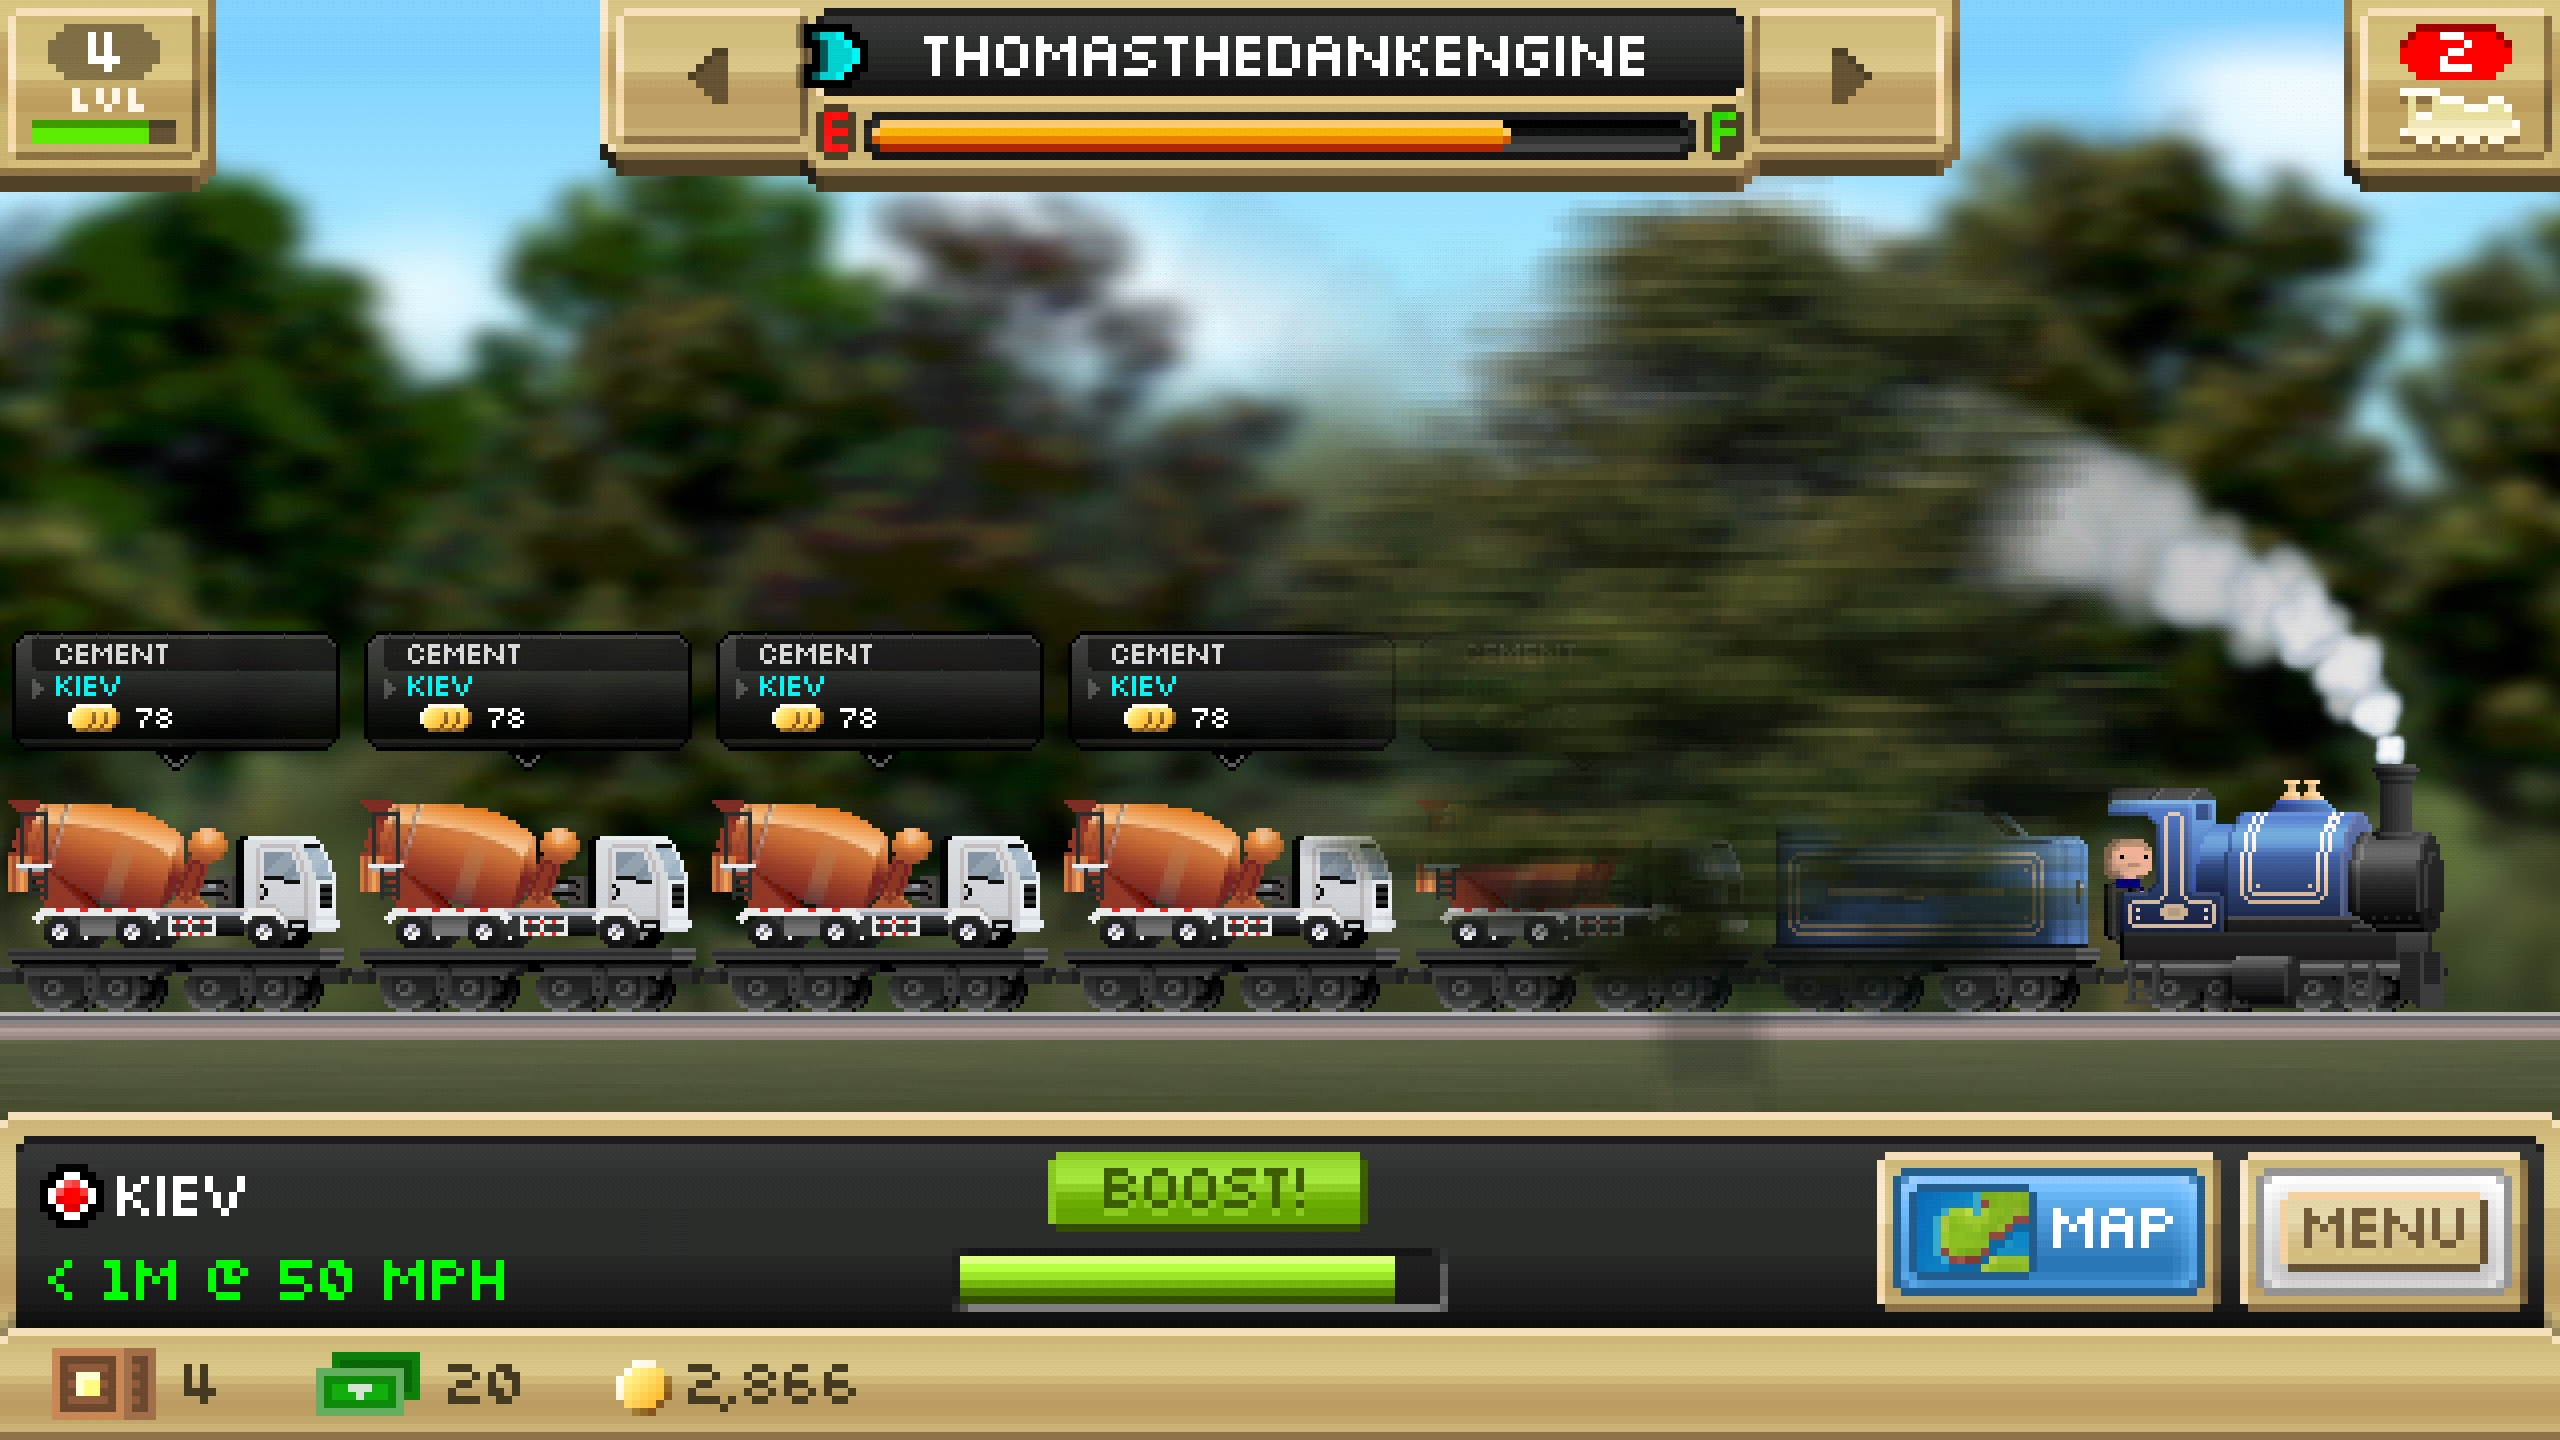 4
LVL
THOMASTHEDANKENGINE
E F
2
CEMENT
KIEV
78
CEMENT
KIEV
78
CEMENT
KIEV
78
CEMENT
KIEV
78
CEMENT
KIEV
BOOST!
< 1M @ 50 MPH
MAP
MENU
4
20
2,866